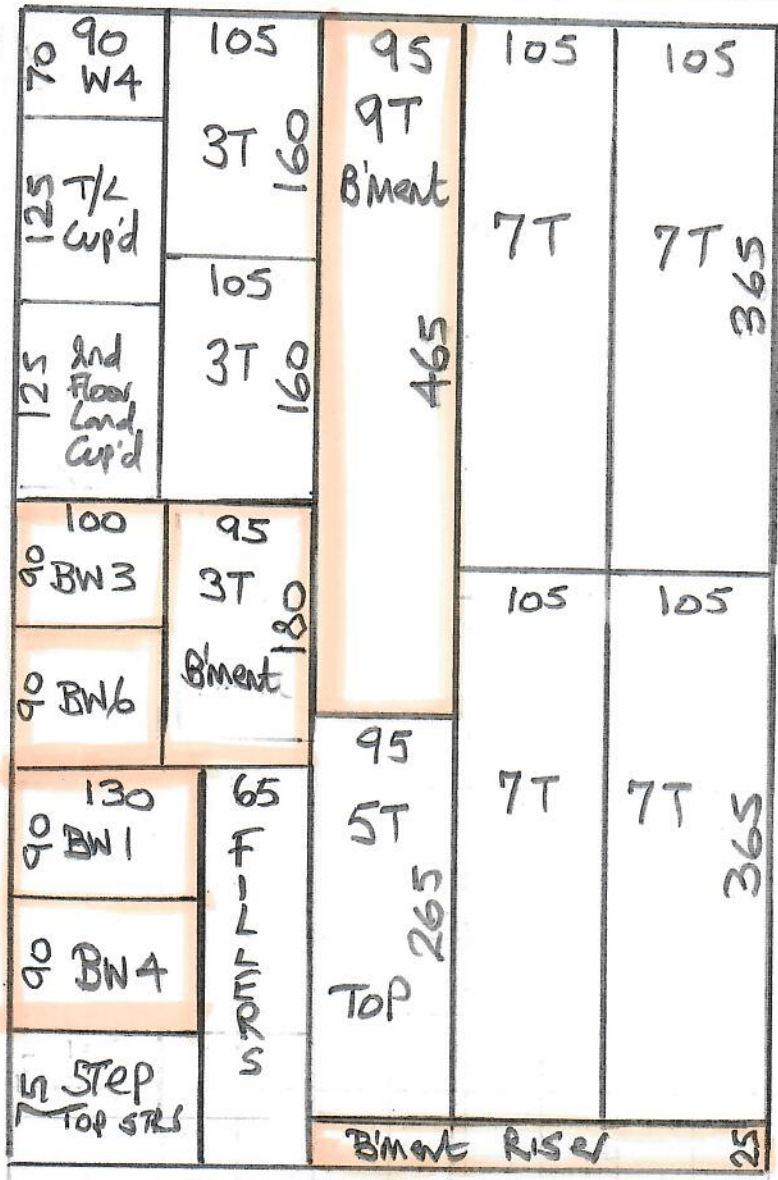 90
70 W4
125 T/L
Cup'd
125 2nd
Floor
Land
Cup'd
105
3T 160
105
3T 160
95
9T
B'ment
465
105
7T
105
7T 365
100
90 BW3
90 BW6
95
3T
180
B'ment
130
90 BW1
90 BW4
75 STEP
TOP STRS
65
FILLERS
95
5T
265
TOP
105
7T
105
7T 365
B'ment Riser 25